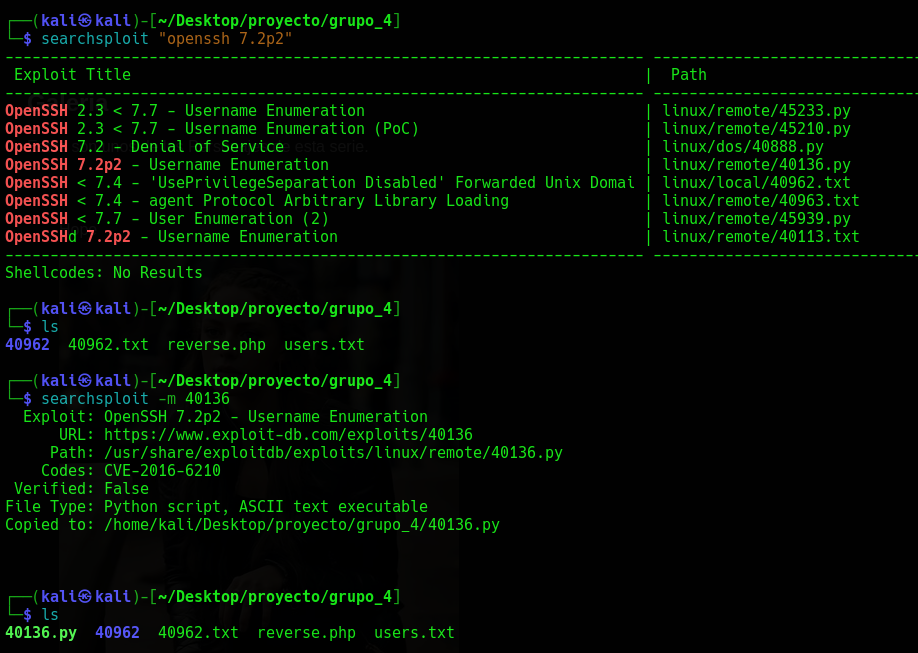 ┌──(kali㉿kali)-[~/Desktop/proyecto/grupo_4]
└─$ searchsploit "openssh 7.2p2"
---------------------------------------------------------------------- -----------------------------
Exploit Title | Path
---------------------------------------------------------------------- -----------------------------
OpenSSH 2.3 < 7.7 - Username Enumeration | linux/remote/45233.py
OpenSSH 2.3 < 7.7 - Username Enumeration (PoC) | linux/remote/45210.py
OpenSSH 7.2 - Denial of Service | linux/dos/40888.py
OpenSSH 7.2p2 - Username Enumeration | linux/remote/40136.py
OpenSSH < 7.4 - 'UsePrivilegeSeparation Disabled' Forwarded Unix Domai | linux/local/40962.txt
OpenSSH < 7.4 - agent Protocol Arbitrary Library Loading | linux/remote/40963.txt
OpenSSH < 7.7 - User Enumeration (2) | linux/remote/45939.py
OpenSSHd 7.2p2 - Username Enumeration | linux/remote/40113.txt
---------------------------------------------------------------------- -----------------------------
Shellcodes: No Results
┌──(kali㉿kali)-[~/Desktop/proyecto/grupo_4]
└─$ ls
40962 40962.txt reverse.php users.txt
┌──(kali㉿kali)-[~/Desktop/proyecto/grupo_4]
└─$ searchsploit -m 40136
Exploit: OpenSSH 7.2p2 - Username Enumeration
URL: https://www.exploit-db.com/exploits/40136
Path: /usr/share/exploitdb/exploits/linux/remote/40136.py
Codes: CVE-2016-6210
Verified: False
File Type: Python script, ASCII text executable
Copied to: /home/kali/Desktop/proyecto/grupo_4/40136.py
┌──(kali㉿kali)-[~/Desktop/proyecto/grupo_4]
└─$ ls
40136.py 40962 40962.txt reverse.php users.txt